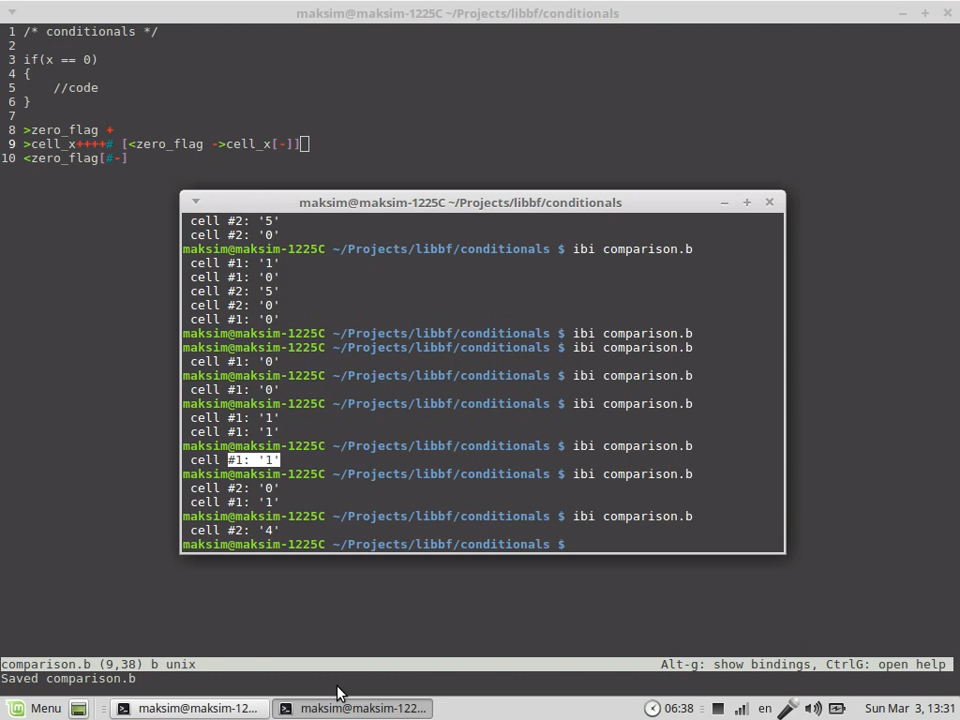 maksim@maksim-1225C ~/Projects/libbf/conditionals
1 /* conditionals */
2
3 if(x == 0)
4 {
5 //code
6 }
7
8 >zero_flag +
9 >cell_x++++# [<zero_flag ->cell_x[-]]
10 <zero_flag[#-]
maksim@maksim-1225C ~/Projects/libbf/conditionals
cell #2: '5'
cell #2: '0'
maksim@maksim-1225C ~/Projects/libbf/conditionals $ ibi comparison.b
cell #1: '1'
cell #1: '0'
cell #2: '5'
cell #2: '0'
cell #1: '0'
maksim@maksim-1225C ~/Projects/libbf/conditionals $ ibi comparison.b
maksim@maksim-1225C ~/Projects/libbf/conditionals $ ibi comparison.b
cell #1: '0'
maksim@maksim-1225C ~/Projects/libbf/conditionals $ ibi comparison.b
cell #1: '0'
maksim@maksim-1225C ~/Projects/libbf/conditionals $ ibi comparison.b
cell #1: '1'
cell #1: '1'
maksim@maksim-1225C ~/Projects/libbf/conditionals $ ibi comparison.b
cell #1: '1'
maksim@maksim-1225C ~/Projects/libbf/conditionals $ ibi comparison.b
cell #2: '0'
cell #1: '1'
maksim@maksim-1225C ~/Projects/libbf/conditionals $ ibi comparison.b
cell #2: '4'
maksim@maksim-1225C ~/Projects/libbf/conditionals $
comparison.b (9,38) b unix Alt-g: show bindings, CtrlG: open help
Saved comparison.b
Menu maksim@maksim-12... maksim@maksim-122... 06:38 en Sun Mar 3, 13:31